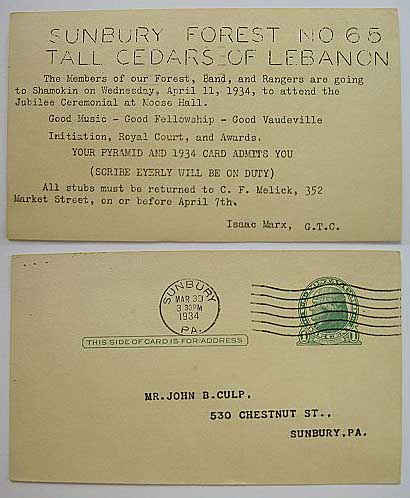 SUNBURY FOREST NO 65
TALL CEDARS OF LEBANON
The Members of our Forest, Band, and Rangers are going
to Shamokin on Wednesday, April 11, 1934, to attend the
Jubilee Ceremonial at Moose Hall.
Good Music - Good Fellowship - Good Vaudeville
Initiation, Royal Court, and Awards.
YOUR PYRAMID AND 1934 CARD ADMITS YOU
(SCRIBE EYERLY WILL BE ON DUTY)
All stubs must be returned to C. F. Melick, 352
Market Street, on or before April 7th.
Isaac Marx, G.T.C.
SUNBURY
MAR 30
3 30PM
1934
PA.
THIS SIDE OF CARD IS FOR ADDRESS
MR.JOHN B.CULP.
530 CHESTNUT ST..
SUNBURY.PA.